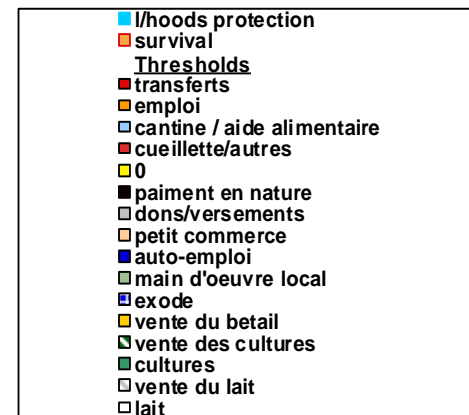 l/hoods protection
survival
Thresholds
transferts
emploi
cantine / aide alimentaire
cueillette/autres
0
paiment en nature
dons/versements
petit commerce
auto-emploi
main d'oeuvre local
exode
vente du betail
vente des cultures
cultures
vente du lait
lait